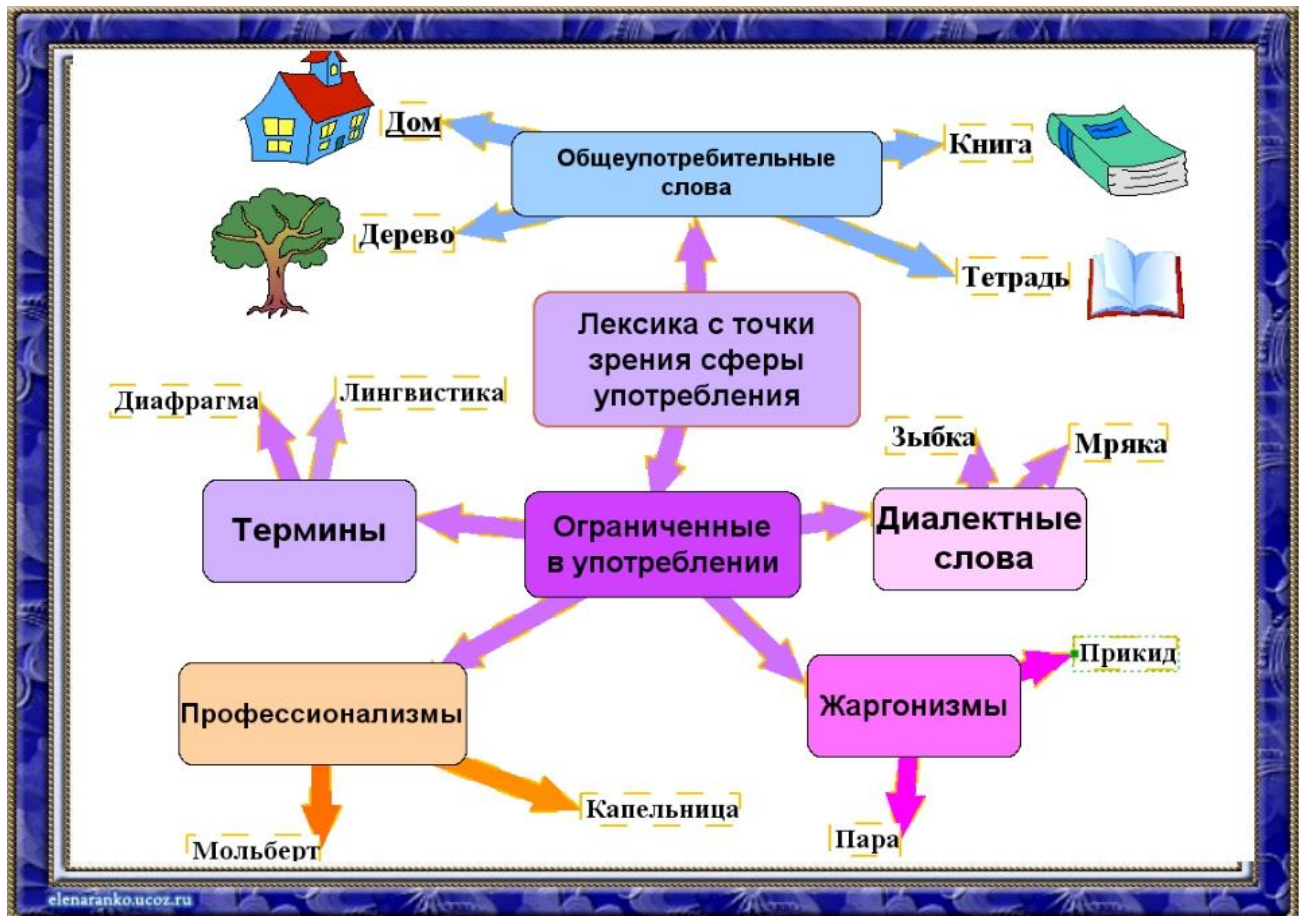 Дом
Общеупотребительные
слова
Книга
Дерево
Тетрадь
Лексика с точки
зрения сферы
употребления
Диафрагма
Лингвистика
Зыбка
Мряка
Термины
Ограниченные
в употреблении
Диалектные
слова
Профессионализмы
Жаргонизмы
Прикид
Мольберт
Капельница
Пара
elenaranko.ucoz.ru